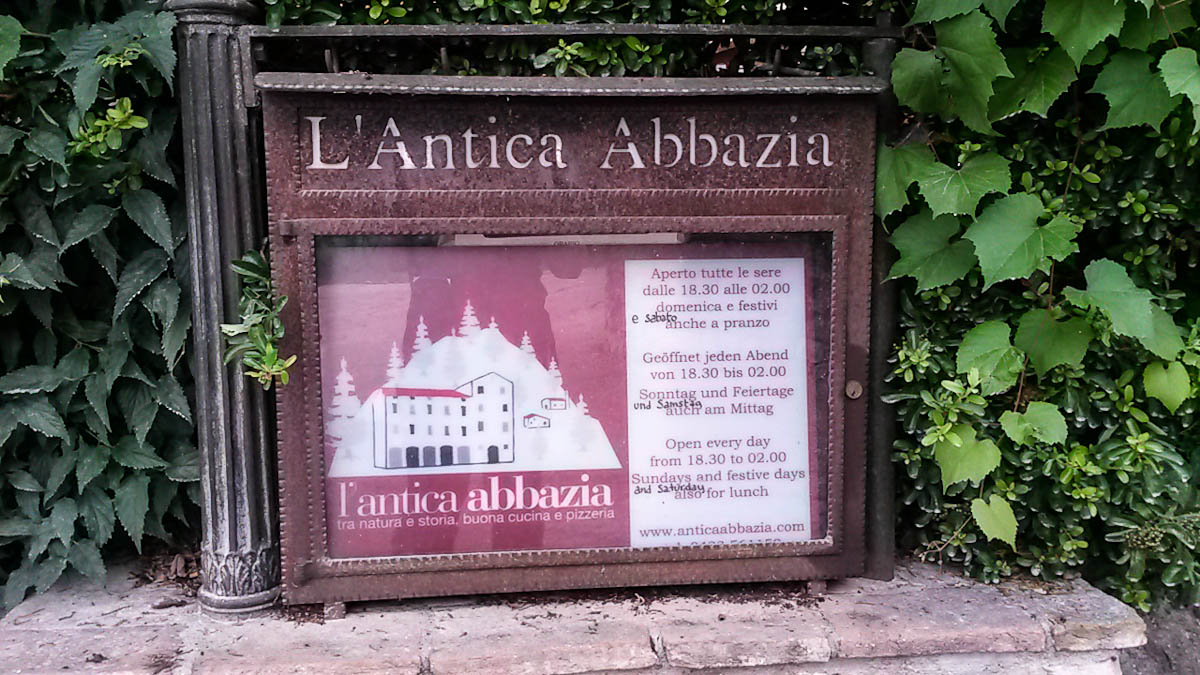 L'Antica Abbazia
ORARIO
l'antica abbazia
tra natura e storia, buona cucina e pizzeria
Aperto tutte le sere
dalle 18.30 alle 02.00
domenica e festivi
e sabato
anche a pranzo
Geöffnet jeden Abend
von 18.30 bis 02.00
Sonntag und Feiertage
und Samstag
auch am Mittag
Open every day
from 18.30 to 02.00
Sundays and festive days
and Saturday
also for lunch
www.anticaabbazia.com